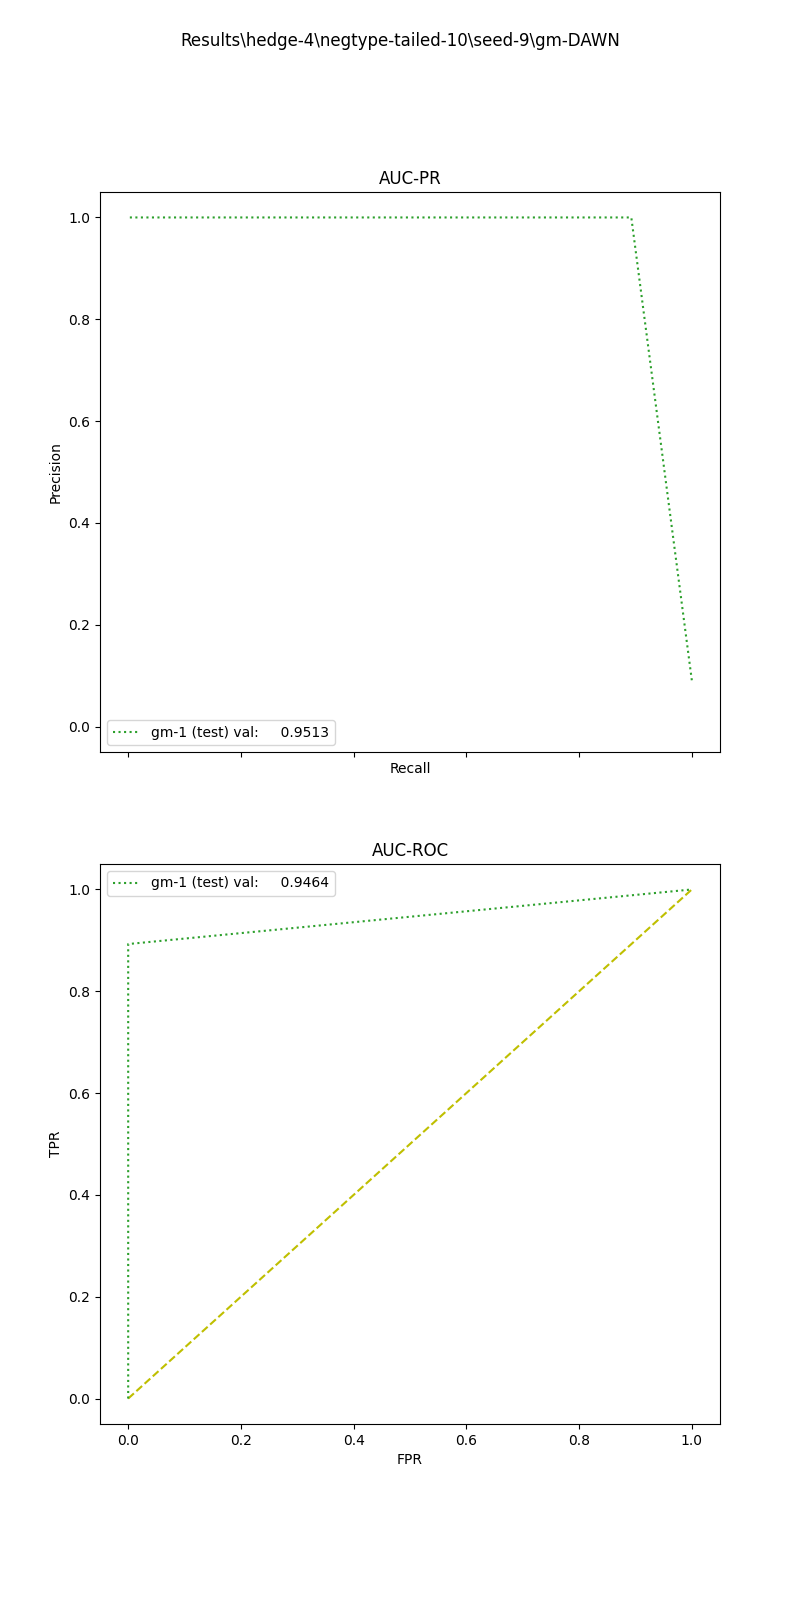 Results\hedge-4\negtype-tailed-10\seed-9\gm-DAWN
AUC-PR
1.0
0.8
0.6
0.4
0.2
0.0
Precision
gm-1 (test) val: 0.9513
Recall
AUC-ROC
gm-1 (test) val: 0.9464
1.0
0.8
0.6
0.4
0.2
0.0
TPR
0.0 0.2 0.4 0.6 0.8 1.0
FPR